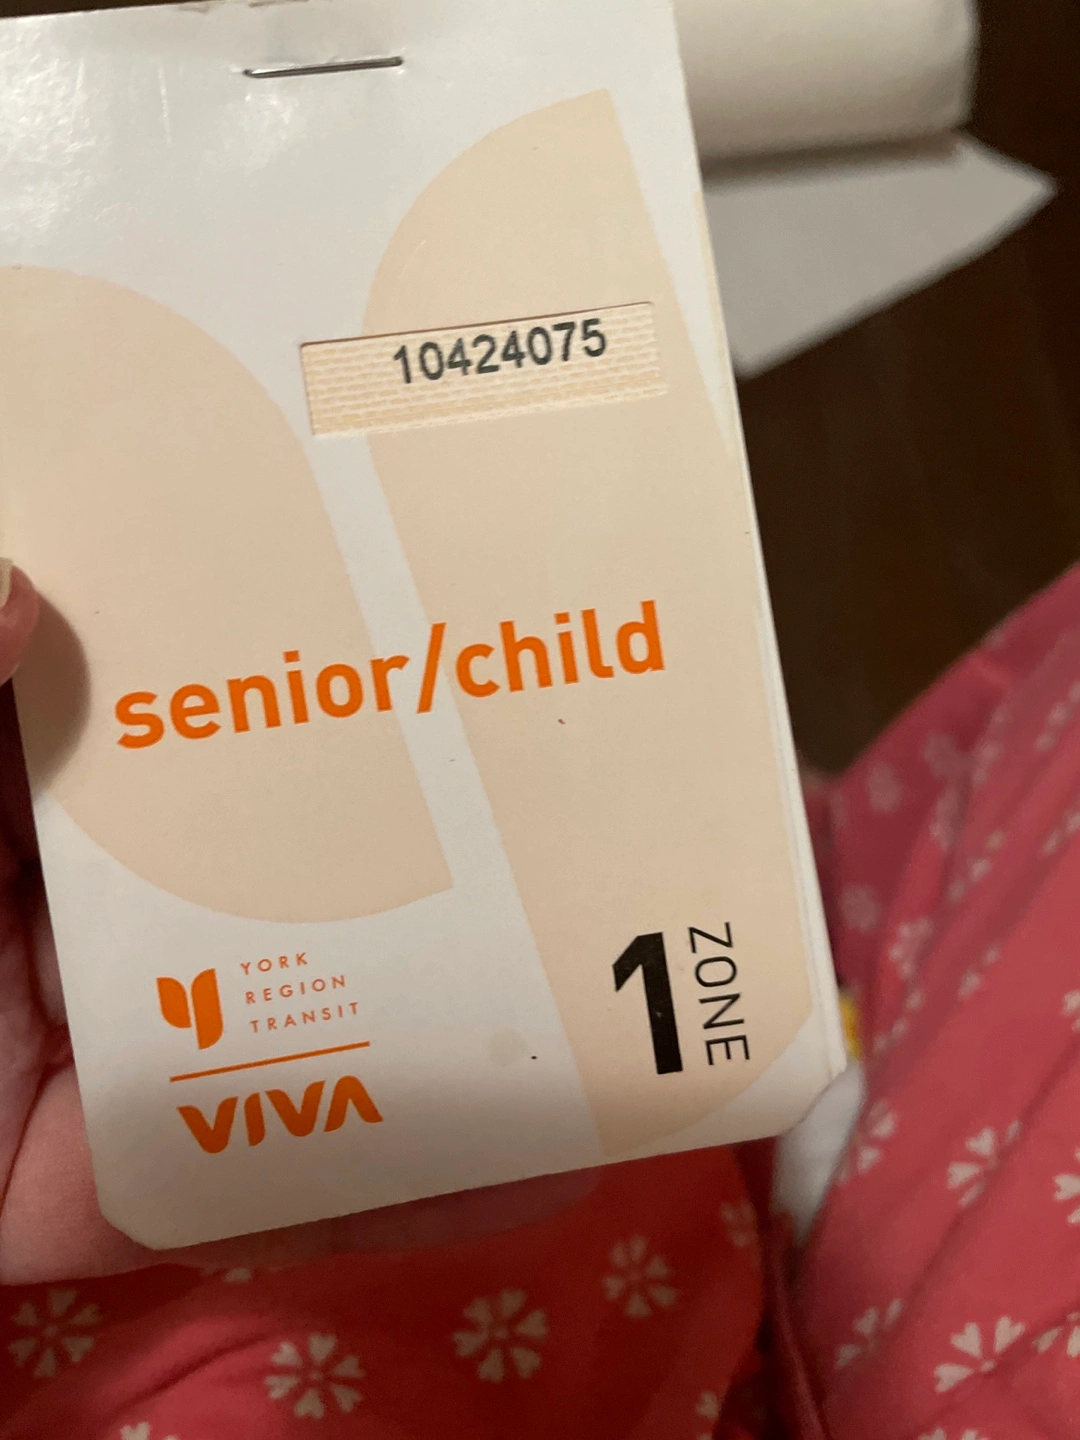 10424075
senior/child
YORK
REGION
TRANSIT
VIVA
1 ZONE